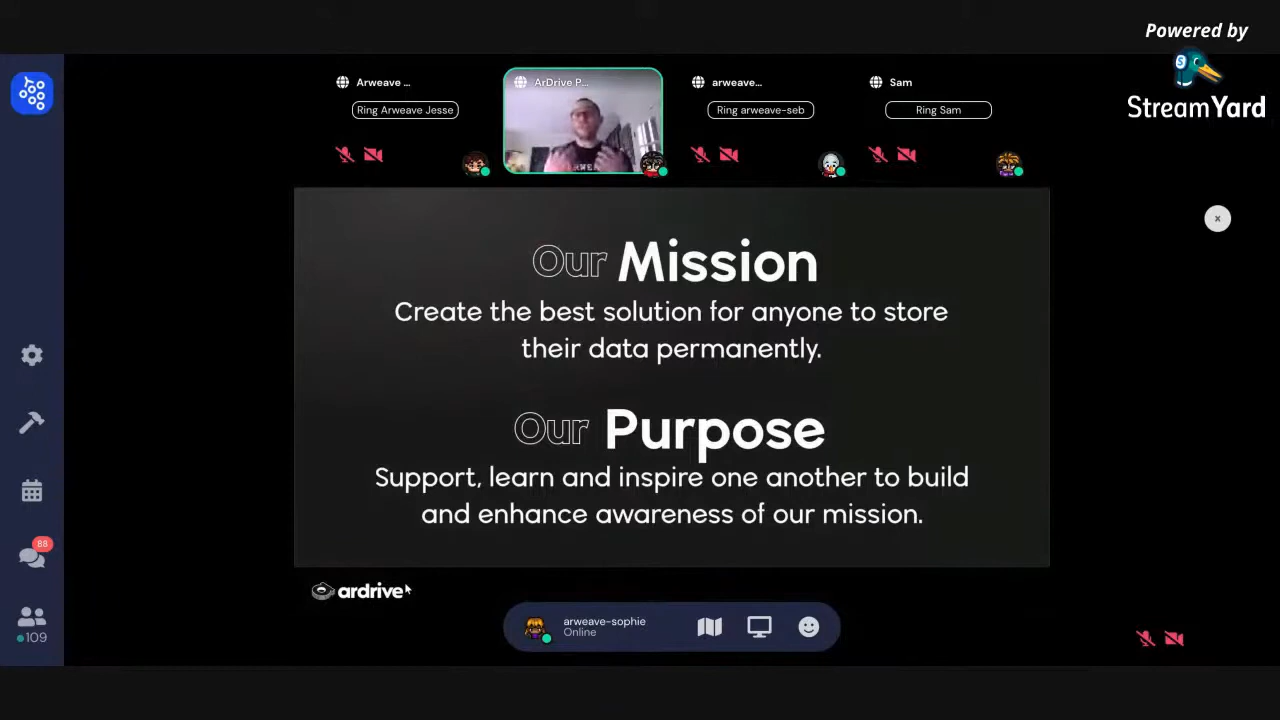 Powered by
StreamYard
Arweave ...
Ring Arweave Jesse
ArDrive P...
arweave...
Ring arweave-seb
Sam
Ring Sam
Our Mission
Create the best solution for anyone to store
their data permanently.
Our Purpose
Support, learn and inspire one another to build
and enhance awareness of our mission.
ardrive
arweave-sophie
Online
88
109